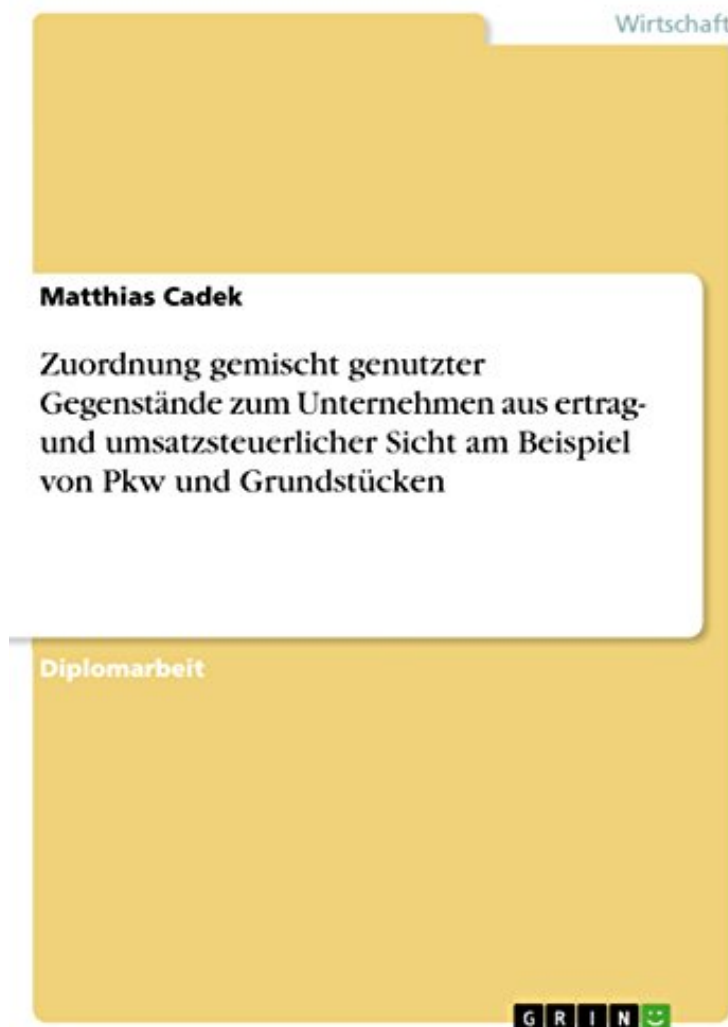 Wirtschaft
Matthias Cadek
Zuordnung gemischt genutzter
Gegenstände zum Unternehmen aus ertrag-
und umsatzsteuerlicher Sicht am Beispiel
von Pkw und Grundstücken
Diplomarbeit
GRIN